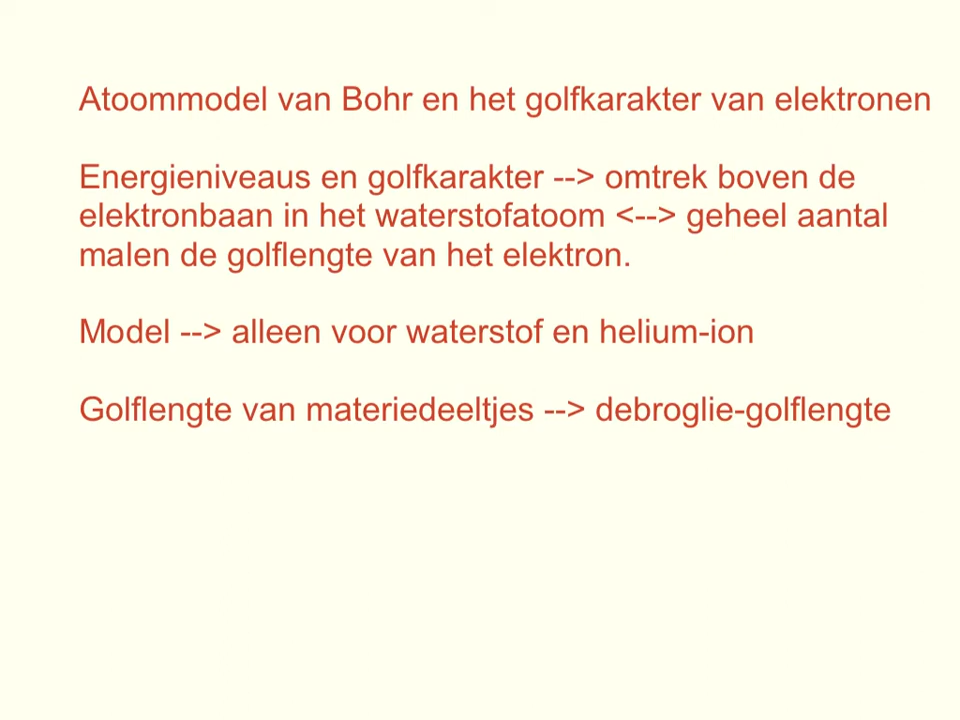 Atoommodel van Bohr en het golfkarakter van elektronen
Energieniveaus en golfkarakter --> omtrek boven de
elektronbaan in het waterstofatoom <--> geheel aantal
malen de golflengte van het elektron.
Model --> alleen voor waterstof en helium-ion
Golflengte van materiedeeltjes --> debroglie-golflengte